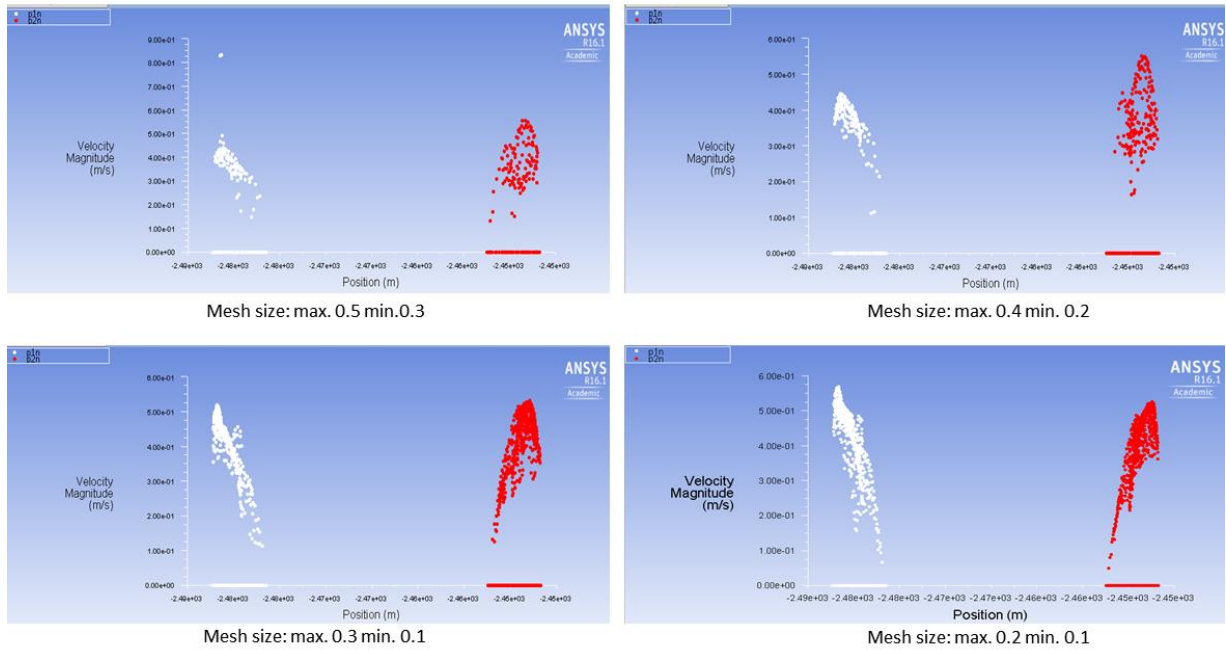 p1n
p2n
ANSYS
R16.1
Academic
9.00e-01
8.00e-01
7.00e-01
6.00e-01
5.00e-01
4.00e-01
3.00e-01
2.00e-01
1.00e-01
0.00e+00
Velocity
Magnitude
(m/s)
-2.49e+03 -2.48e+03 -2.48e+03 -2.47e+03 -2.47e+03 -2.46e+03 -2.46e+03 -2.45e+03 -2.45e+03
Position (m)
Mesh size: max. 0.5 min.0.3
p1n
p2n
ANSYS
R16.1
Academic
6.00e-01
5.00e-01
4.00e-01
3.00e-01
2.00e-01
1.00e-01
0.00e+00
Velocity
Magnitude
(m/s)
-2.49e+03 -2.48e+03 -2.48e+03 -2.47e+03 -2.47e+03 -2.46e+03 -2.46e+03 -2.45e+03 -2.45e+03
Position (m)
Mesh size: max. 0.4 min. 0.2
p1n
p2n
ANSYS
R16.1
Academic
6.00e-01
5.00e-01
4.00e-01
3.00e-01
2.00e-01
1.00e-01
0.00e+00
Velocity
Magnitude
(m/s)
-2.49e+03 -2.48e+03 -2.48e+03 -2.47e+03 -2.47e+03 -2.46e+03 -2.46e+03 -2.45e+03 -2.45e+03
Position (m)
Mesh size: max. 0.3 min. 0.1
p1n
p2n
ANSYS
R16.1
Academic
6.00e-01
5.00e-01
4.00e-01
3.00e-01
2.00e-01
1.00e-01
0.00e+00
Velocity
Magnitude
(m/s)
-2.49e+03 -2.48e+03 -2.48e+03 -2.47e+03 -2.47e+03 -2.46e+03 -2.46e+03 -2.45e+03 -2.45e+03
Position (m)
Mesh size: max. 0.2 min. 0.1